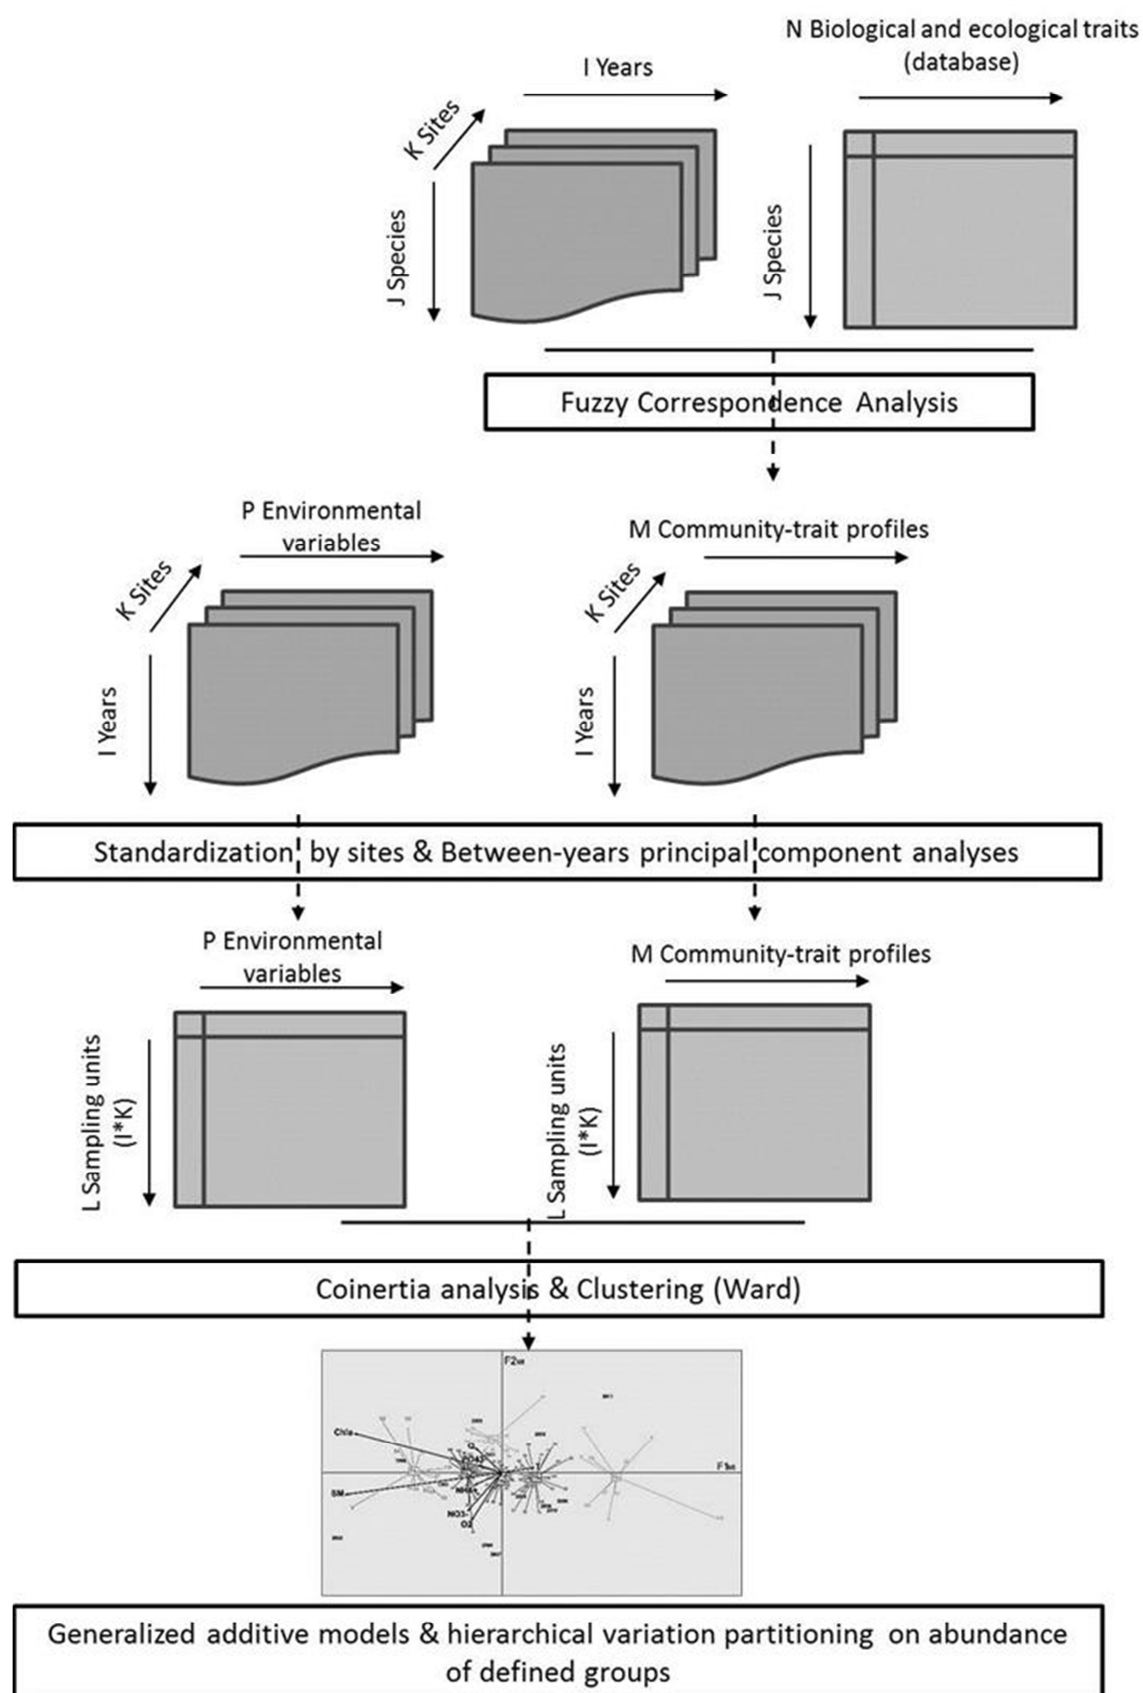 N Biological and ecological traits
(database)
I Years
K Sites
J Species
J Species
Fuzzy Correspondence Analysis
P Environmental
variables
M Community-trait profiles
K Sites
K Sites
I Years
I Years
Standardization by sites & Between-years principal component analyses
P Environmental
variables
M Community-trait profiles
L Sampling units
(I*K)
L Sampling units
(I*K)
Coinertia analysis & Clustering (Ward)
Chla
SM
NO3-
O2
Generalized additive models & hierarchical variation partitioning on abundance
of defined groups